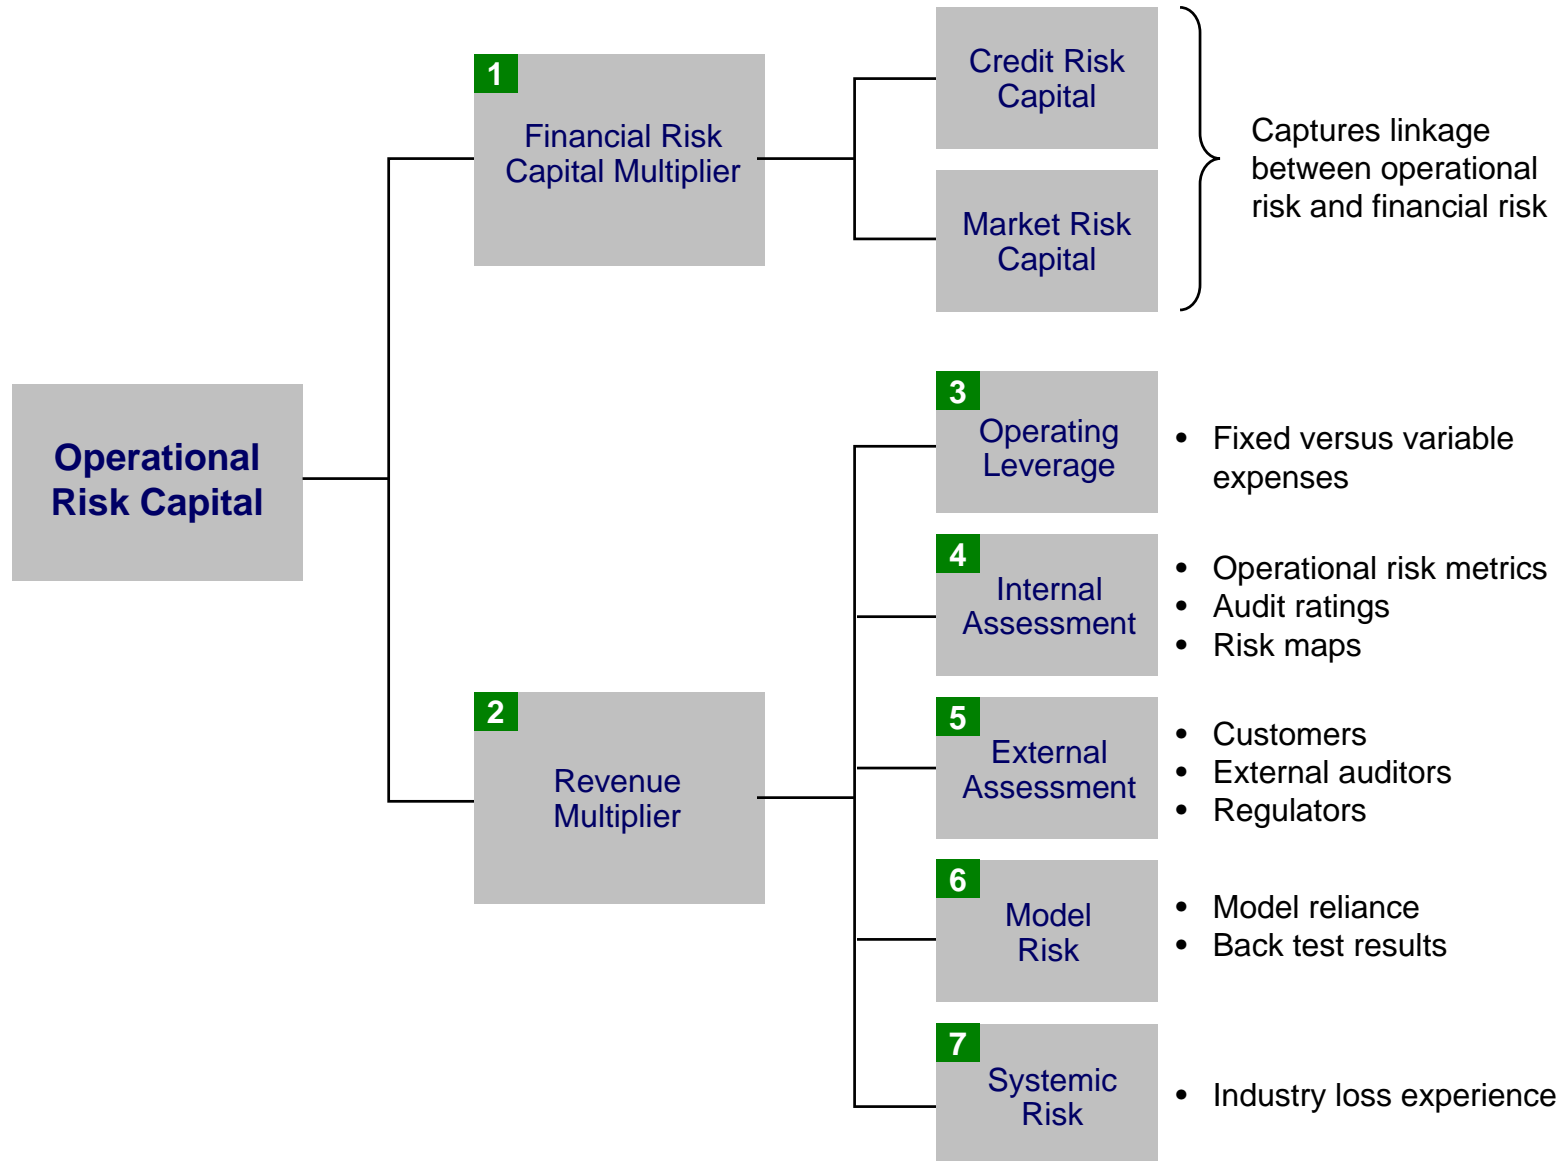 Operational
Risk Capital
1
Financial Risk
Capital Multiplier
Credit Risk
Capital
Market Risk
Capital
Captures linkage
between operational
risk and financial risk
2
Revenue
Multiplier
3
Operating
Leverage
• Fixed versus variable
expenses
4
Internal
Assessment
• Operational risk metrics
• Audit ratings
• Risk maps
5
External
Assessment
• Customers
• External auditors
• Regulators
6
Model
Risk
• Model reliance
• Back test results
7
Systemic
Risk
• Industry loss experience